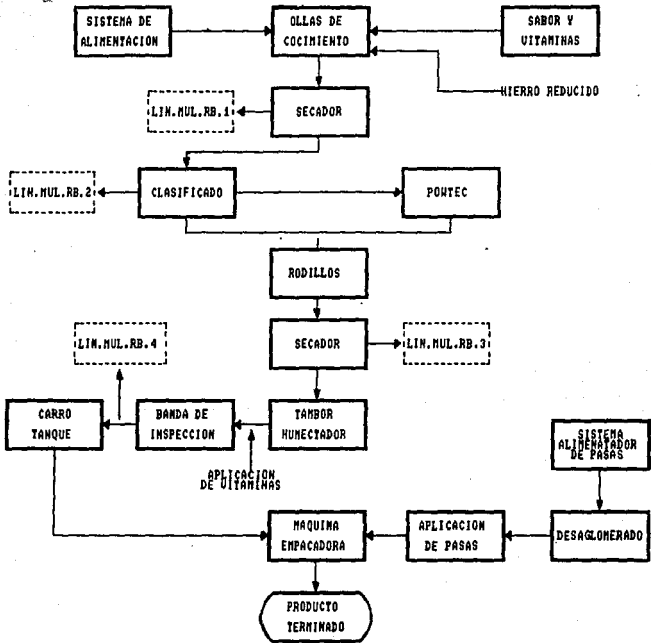 SISTEMA DE
ALIMENTACION
OLLAS DE
COCIMIENTO
SABOR Y
VITAMINAS
HIERRO REDUCIDO
LIN.MUL.RB.1
SECADOR
LIN.MUL.RB.2
CLASIFICADO
POWTEC
RODILLOS
LIN.MUL.RB.4
SECADOR
LIN.MUL.RB.3
CARRO
TANQUE
BANDA DE
INSPECCION
TAMBOR
HUMECTADOR
APLICACION
DE VITAMINAS
SISTEMA
ALIMENATADOR
DE PASAS
MAQUINA
EMPACADORA
APLICACION
DE PASAS
DESAGLOMERADO
PRODUCTO
TERMINADO